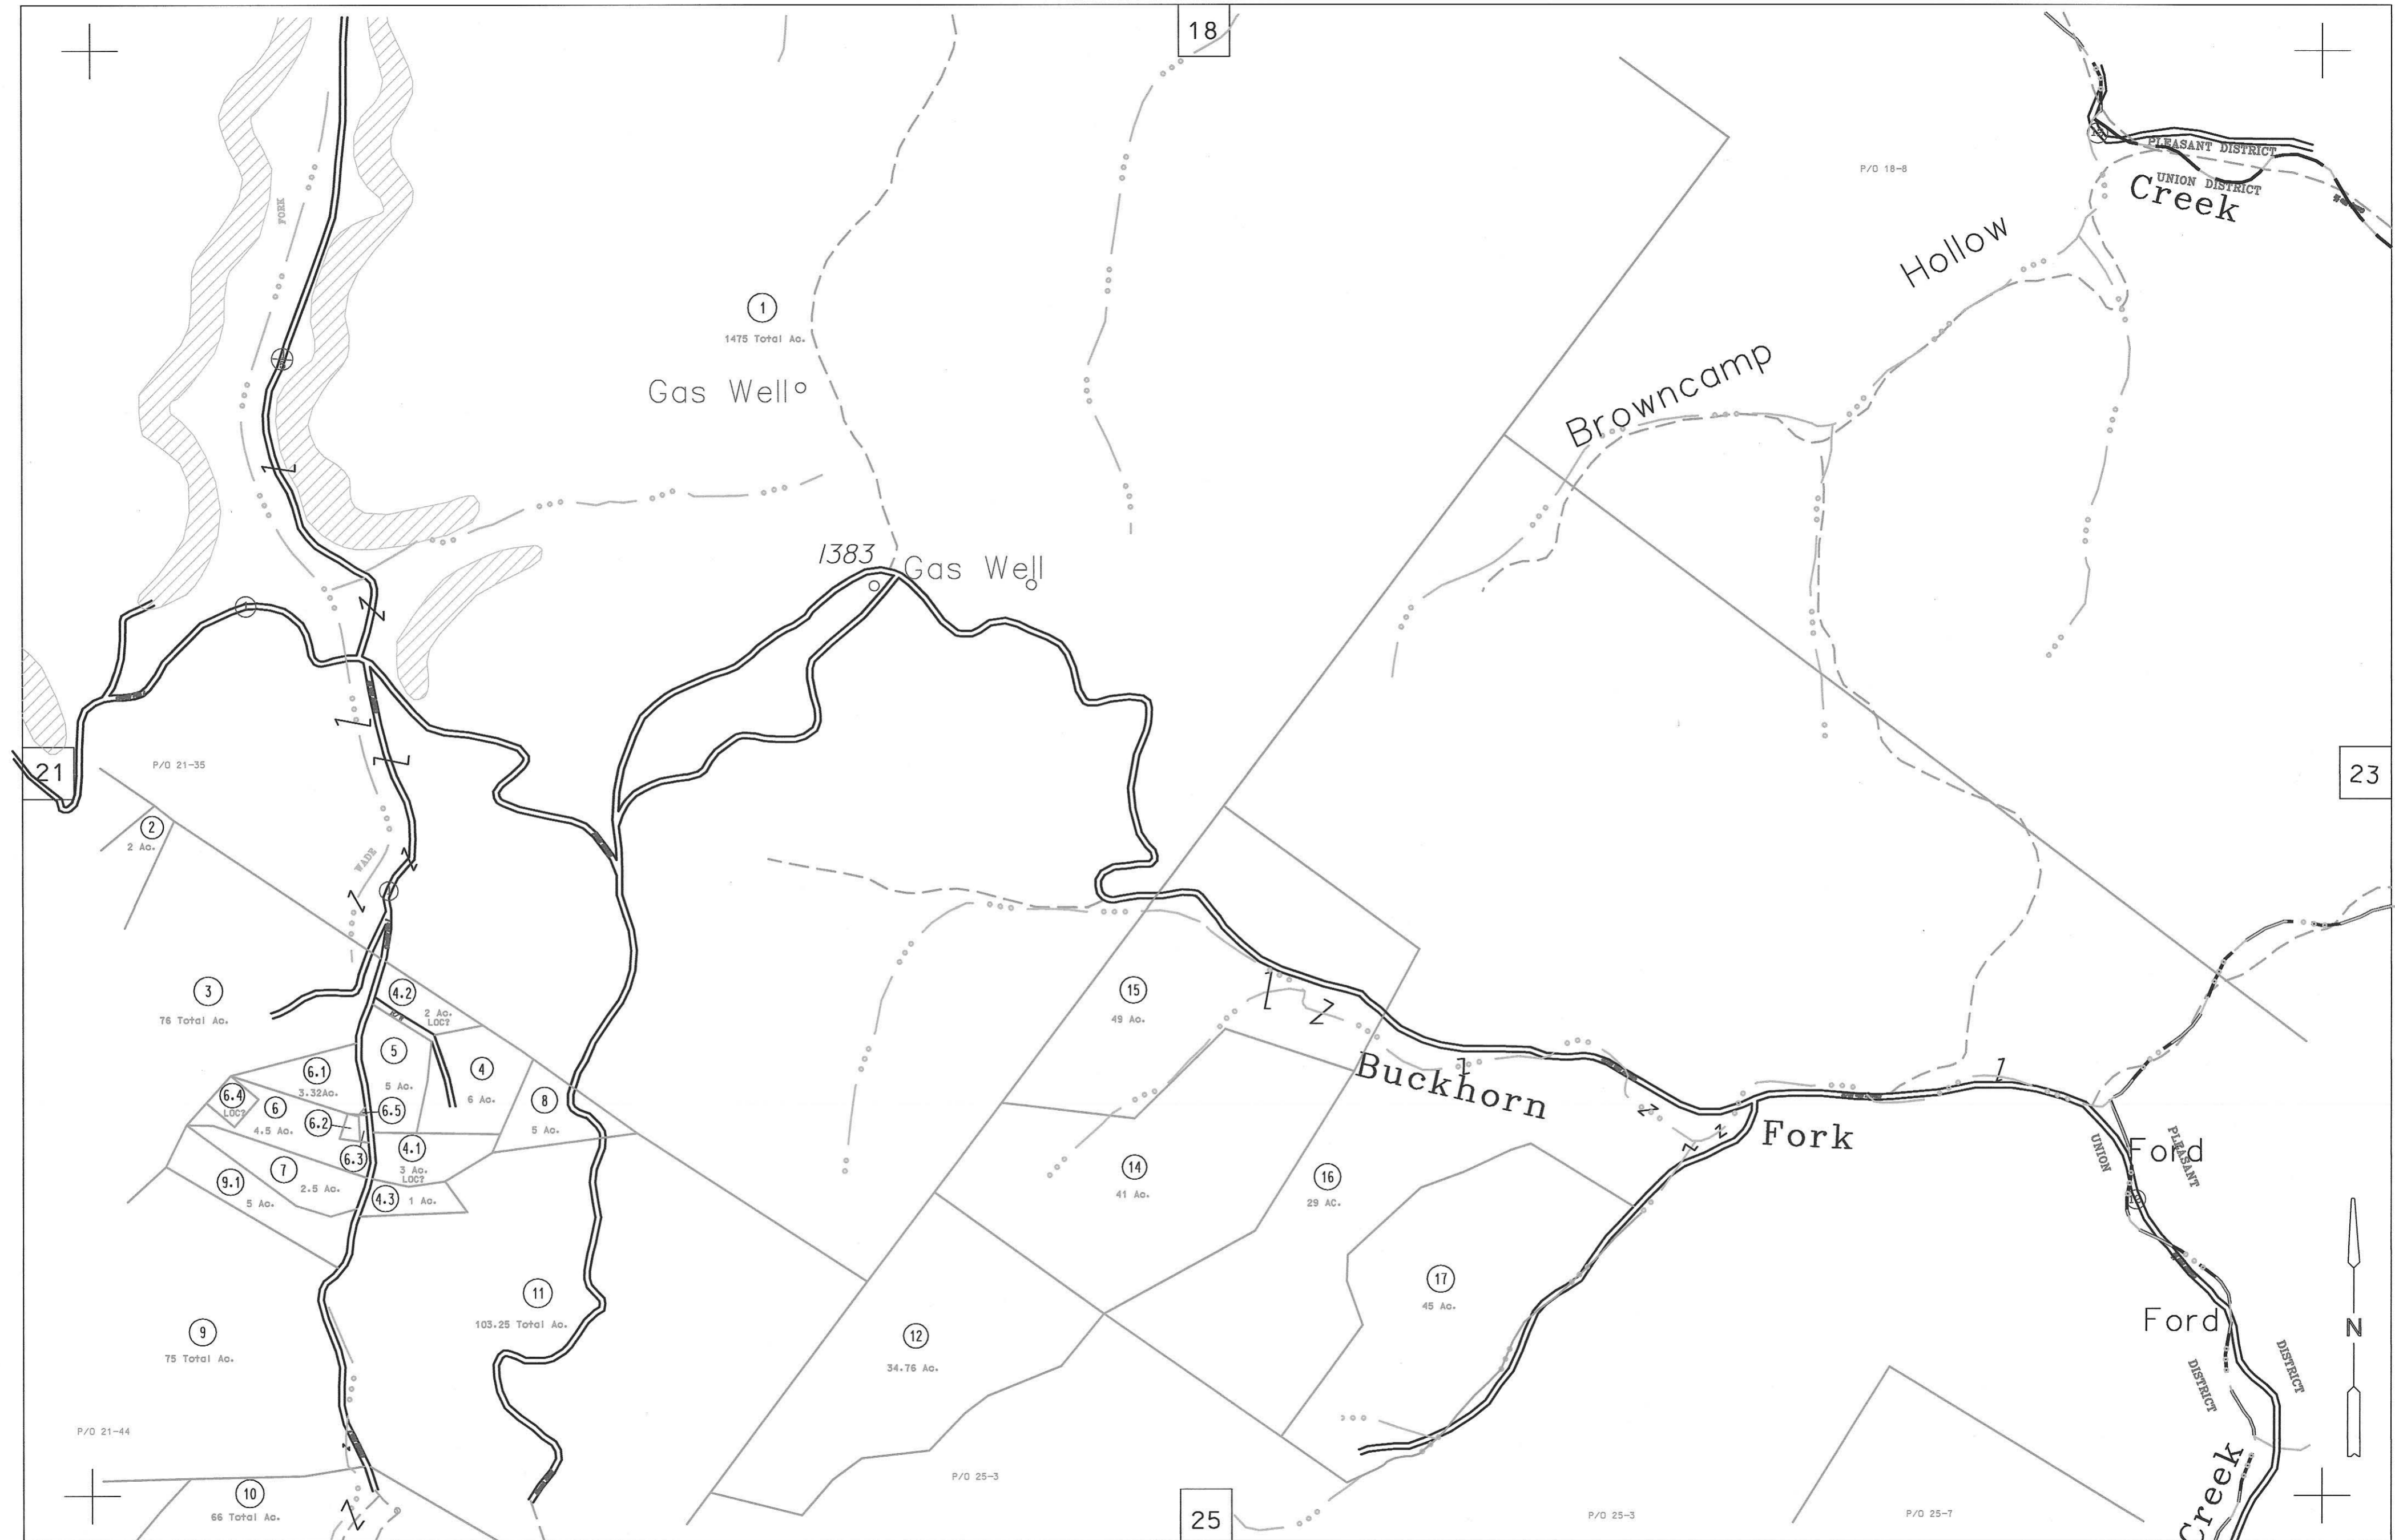 18
PLEASANT DISTRICT
P/O 18-8
UNION DISTRICT
Creek
FORK
Hollow
1
1475 Total Ac.
Browncamp
Gas Well
1383
Gas Well
1
21
P/O 21-35
23
2
2 Ac.
WADE
3
76 Total Ac.
4.2
2 Ac.
LOC?
R/W
15
49 Ac.
5
5 Ac.
4
6 Ac.
6.1
3.32Ac.
6.4
LOC?
6
4.5 Ac.
6.2
6.5
6.3
8
5 Ac.
4.1
3 Ac.
LOC?
7
2.5 Ac.
9.1
5 Ac.
4.3
1 Ac.
Buckhorn
Fork
UNION
Ford
PLEASANT
14
41 Ac.
16
29 AC.
17
45 Ac.
11
103.25 Total Ac.
9
75 Total Ac.
12
34.76 Ac.
Ford
N
DISTRICT
DISTRICT
P/O 21-44
10
66 Total Ac.
P/O 25-3
25
P/O 25-3
P/O 25-7
Creek